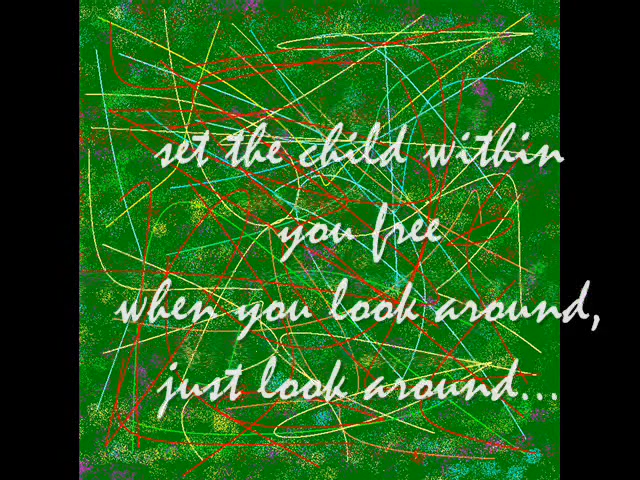 set the child within
you free
when you look around,
just look around...